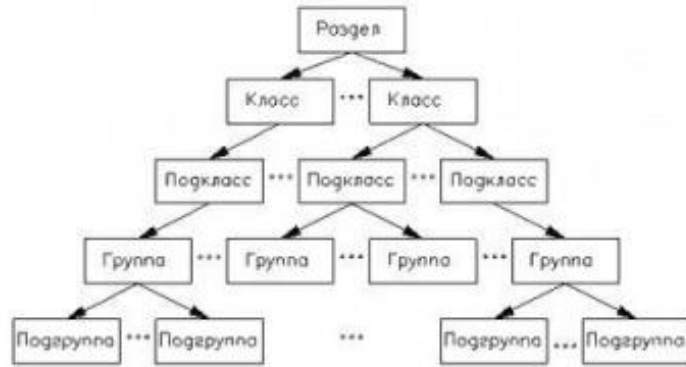 Раздел
Класс ... Класс
Подкласс ... Подкласс ... Подкласс
Группа ... Группа ... Группа ... Группа
Подгруппа ... Подгруппа ... Подгруппа ... Подгруппа